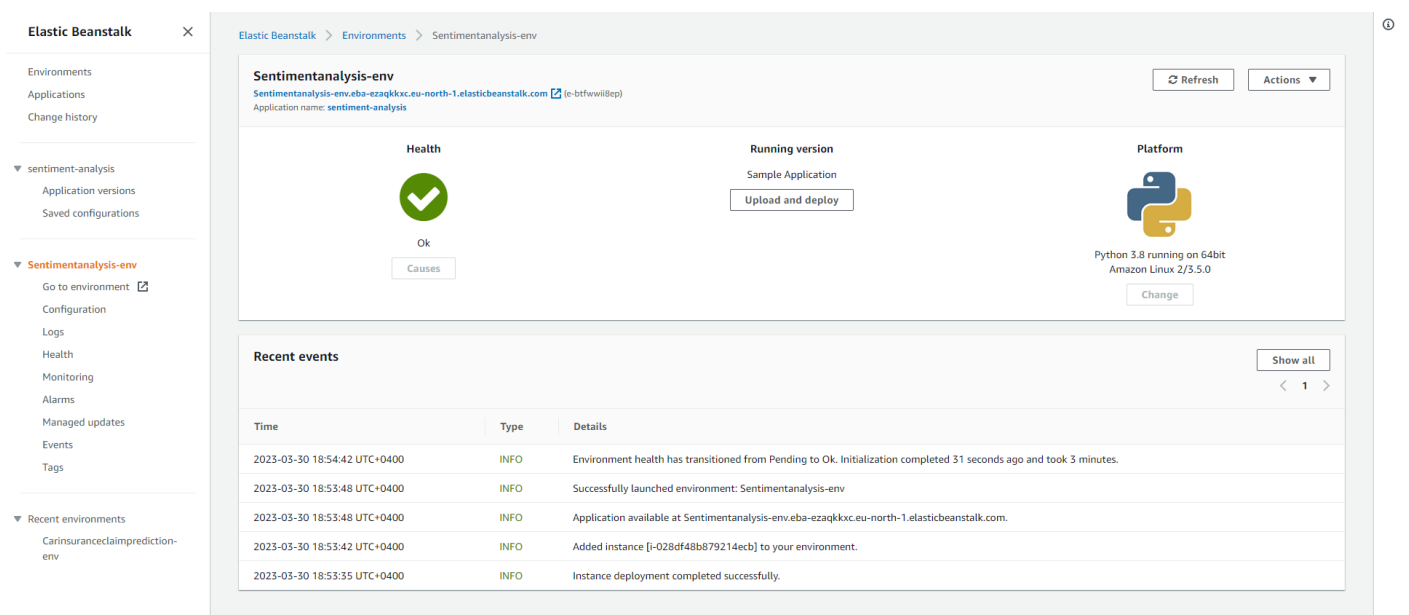 Elastic Beanstalk
Environments
Applications
Change history
sentiment-analysis
Application versions
Saved configurations
Sentimentanalysis-env
Go to environment
Configuration
Logs
Health
Monitoring
Alarms
Managed updates
Events
Tags
Recent environments
Carinsuranceclaimprediction-
env
Elastic Beanstalk > Environments > Sentimentanalysis-env
Sentimentanalysis-env
Sentimentanalysis-env.eba-ezaqkkxc.eu-north-1.elasticbeanstalk.com (e-btfwwii8ep)
Application name: sentiment-analysis
Refresh
Actions
Health
Ok
Causes
Running version
Sample Application
Upload and deploy
Platform
Python 3.8 running on 64bit
Amazon Linux 2/3.5.0
Change
Recent events
Show all
< 1 >
Time Type Details
2023-03-30 18:54:42 UTC+0400 INFO Environment health has transitioned from Pending to Ok. Initialization completed 31 seconds ago and took 3 minutes.
2023-03-30 18:53:48 UTC+0400 INFO Successfully launched environment: Sentimentanalysis-env
2023-03-30 18:53:48 UTC+0400 INFO Application available at Sentimentanalysis-env.eba-ezaqkkxc.eu-north-1.elasticbeanstalk.com.
2023-03-30 18:53:42 UTC+0400 INFO Added instance [i-028df48b879214ecb] to your environment.
2023-03-30 18:53:35 UTC+0400 INFO Instance deployment completed successfully.